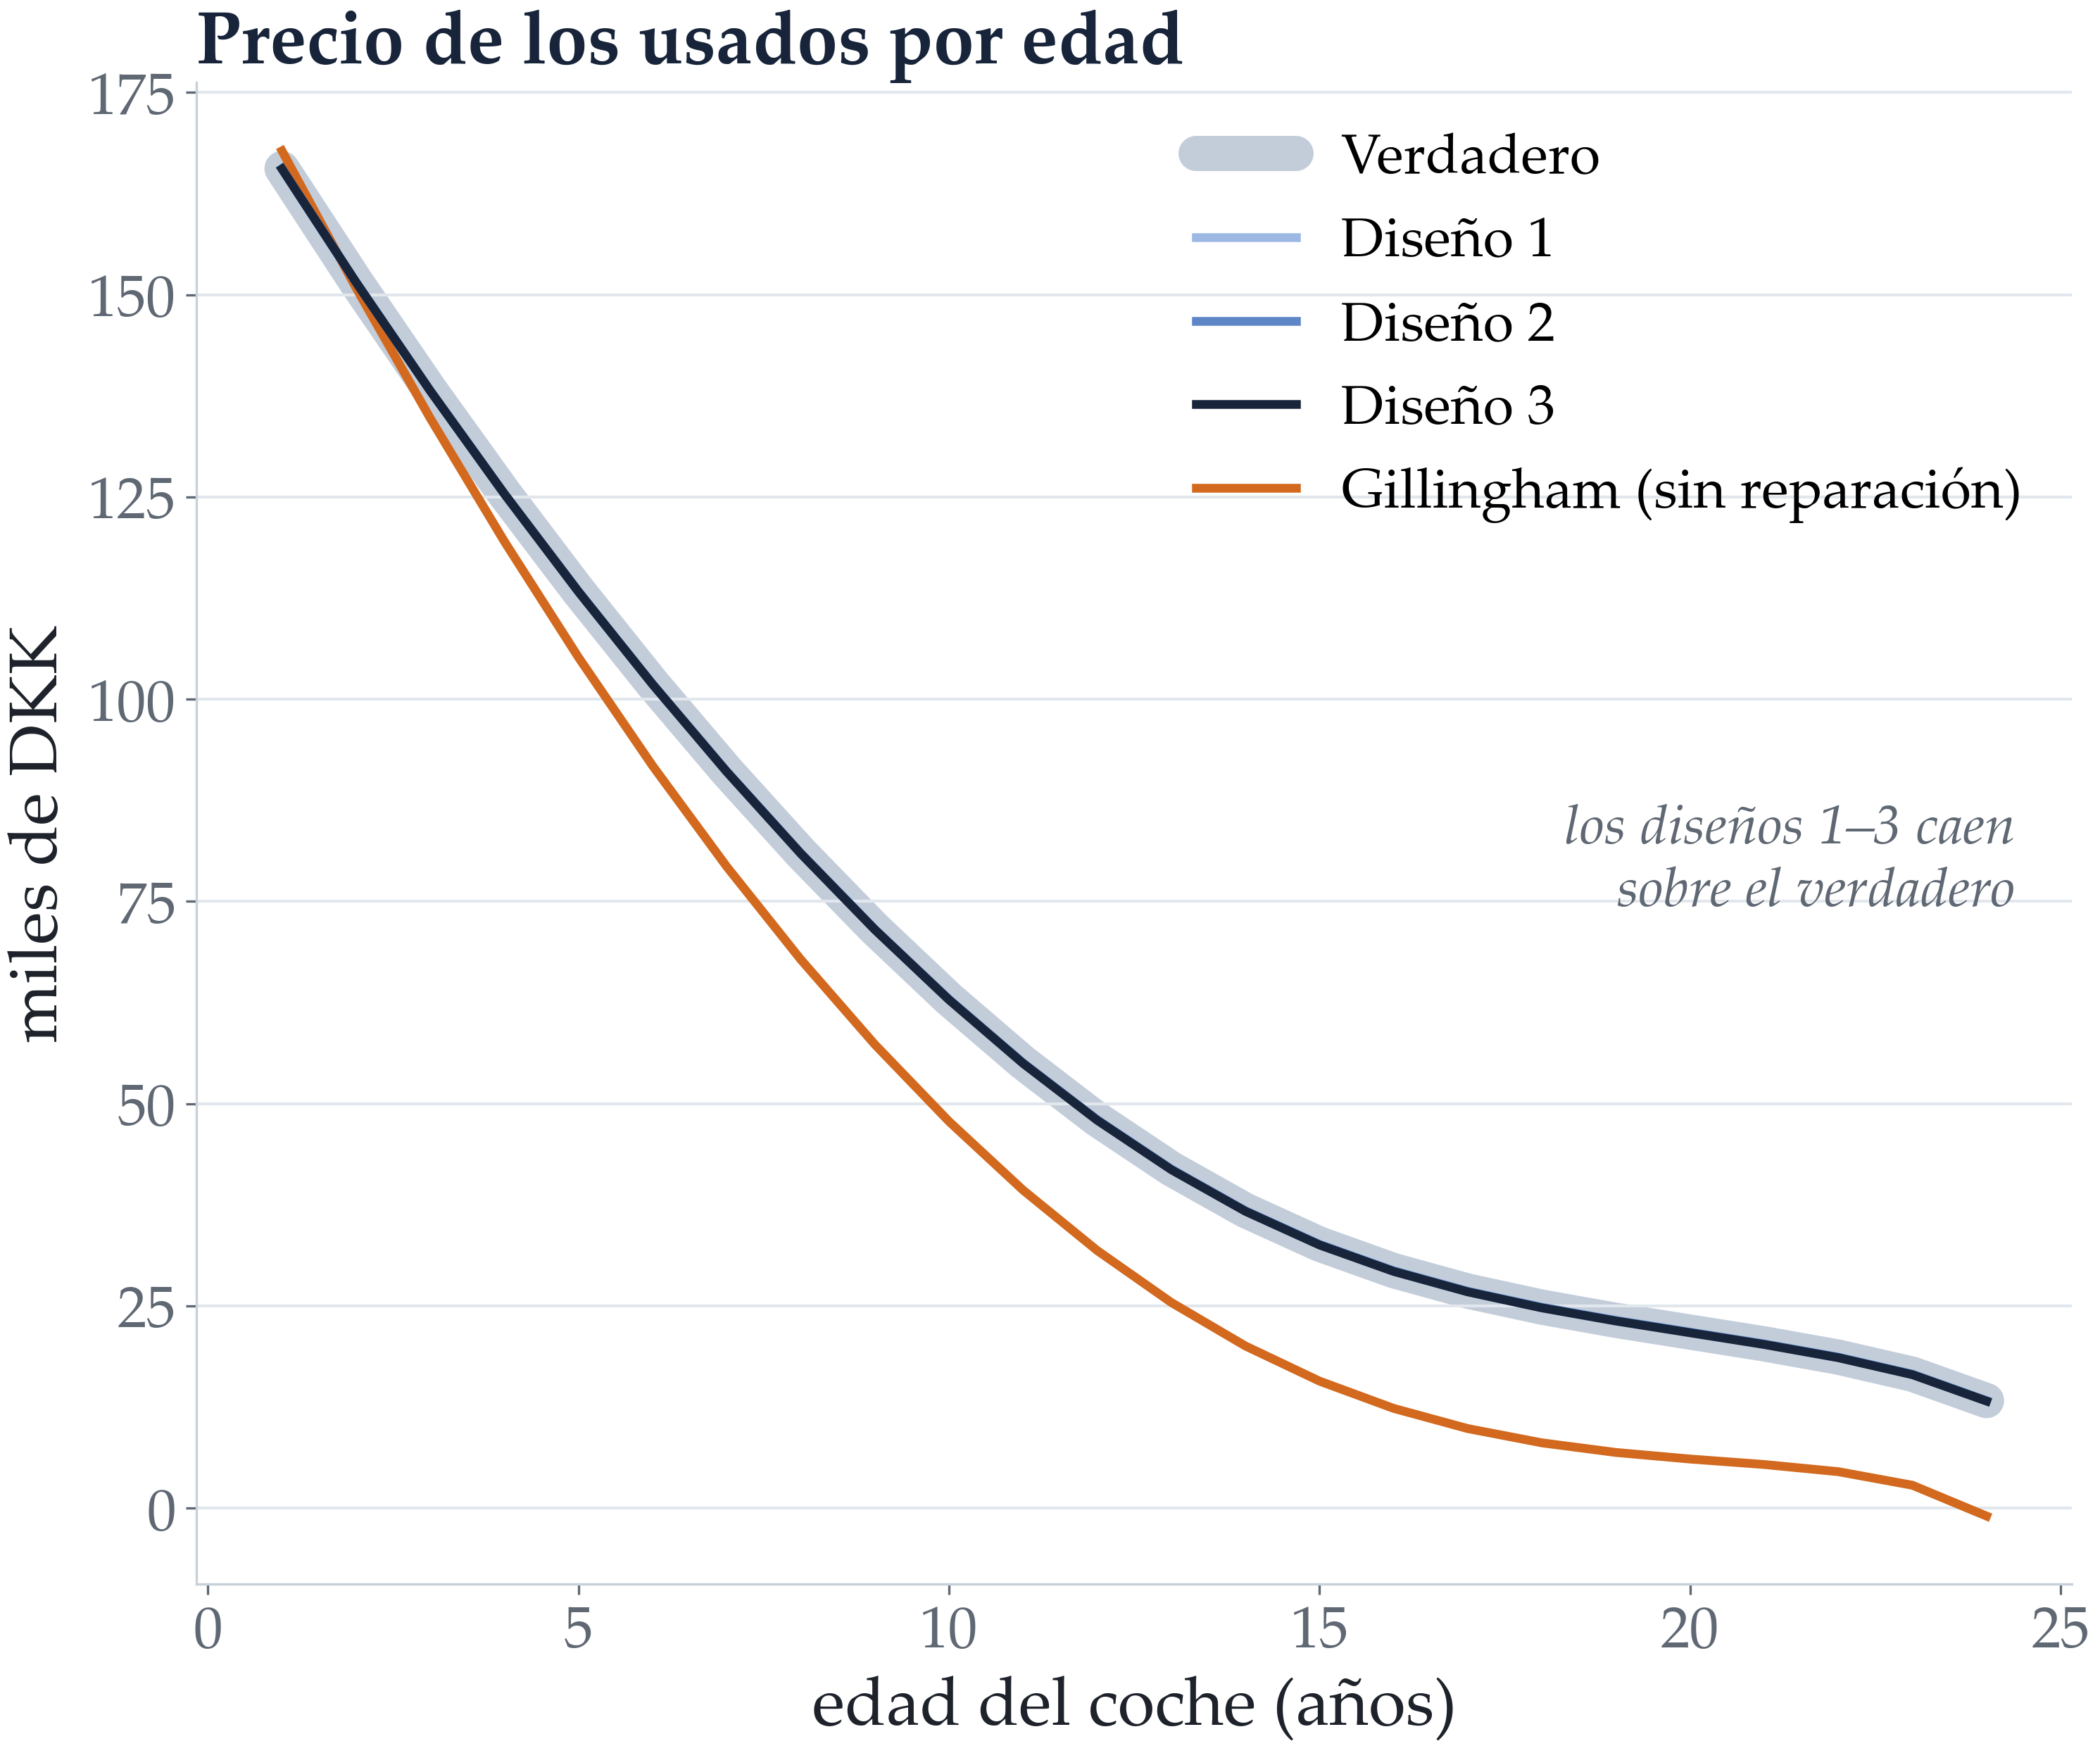 Precio de los usados por edad
175
150
125
100
75
50
25
0
miles de DKK
Verdadero
Diseño 1
Diseño 2
Diseño 3
Gillingham (sin reparación)
los diseños 1–3 caen
sobre el verdadero
0 5 10 15 20 25
edad del coche (años)